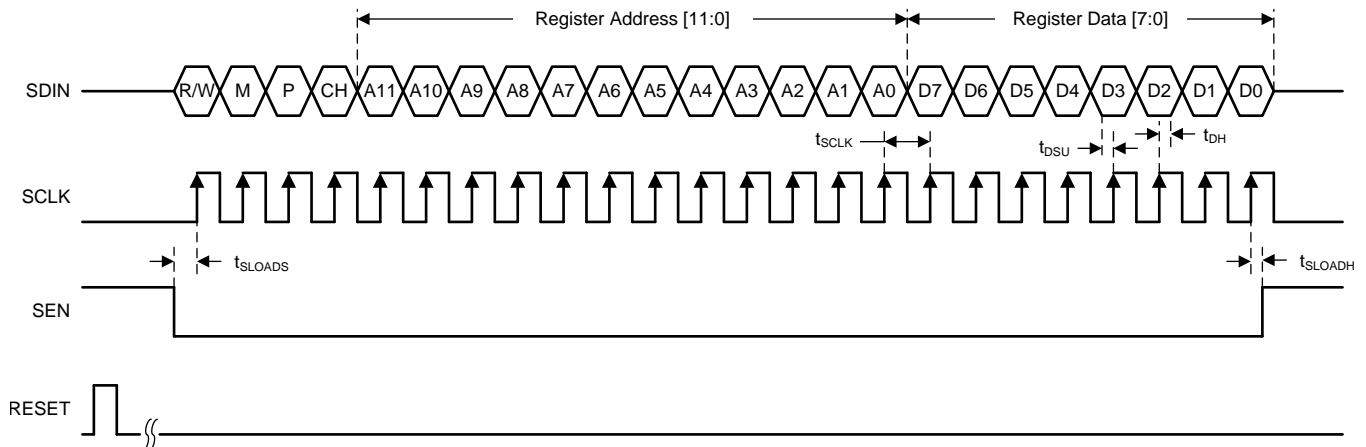 Register Address [11:0] Register Data [7:0]
SDIN R/W M P CH A11 A10 A9 A8 A7 A6 A5 A4 A3 A2 A1 A0 D7 D6 D5 D4 D3 D2 D1 D0
tSCLK tDSU tDH
SCLK
tSLOADS tSLOADH
SEN
RESET